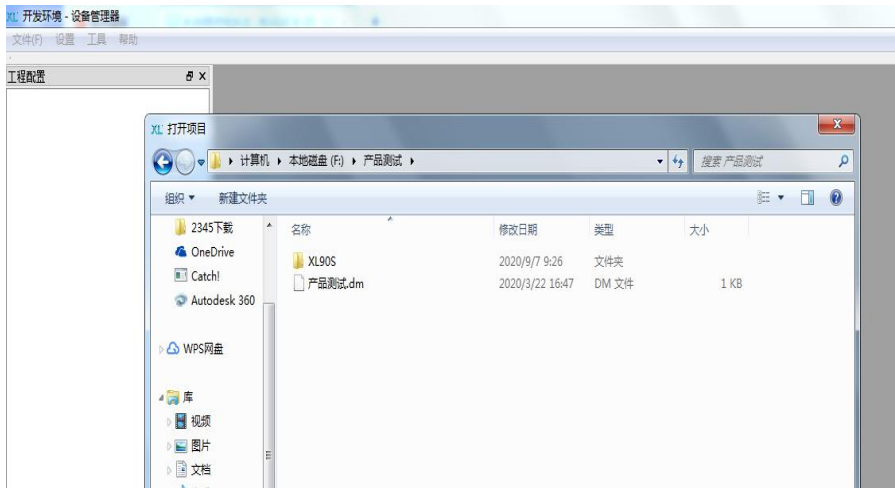 XL 开发环境 - 设备管理器
文件(F) 设置 工具 帮助
工程配置
XL 打开项目
计算机 本地磁盘 (F:) 产品测试
搜索 产品测试
组织 新建文件夹
2345下载
OneDrive
Catch!
Autodesk 360
WPS网盘
库
视频
图片
文档
名称 修改日期 类型 大小
XL90S 2020/9/7 9:26 文件夹
产品测试.dm 2020/3/22 16:47 DM 文件 1 KB